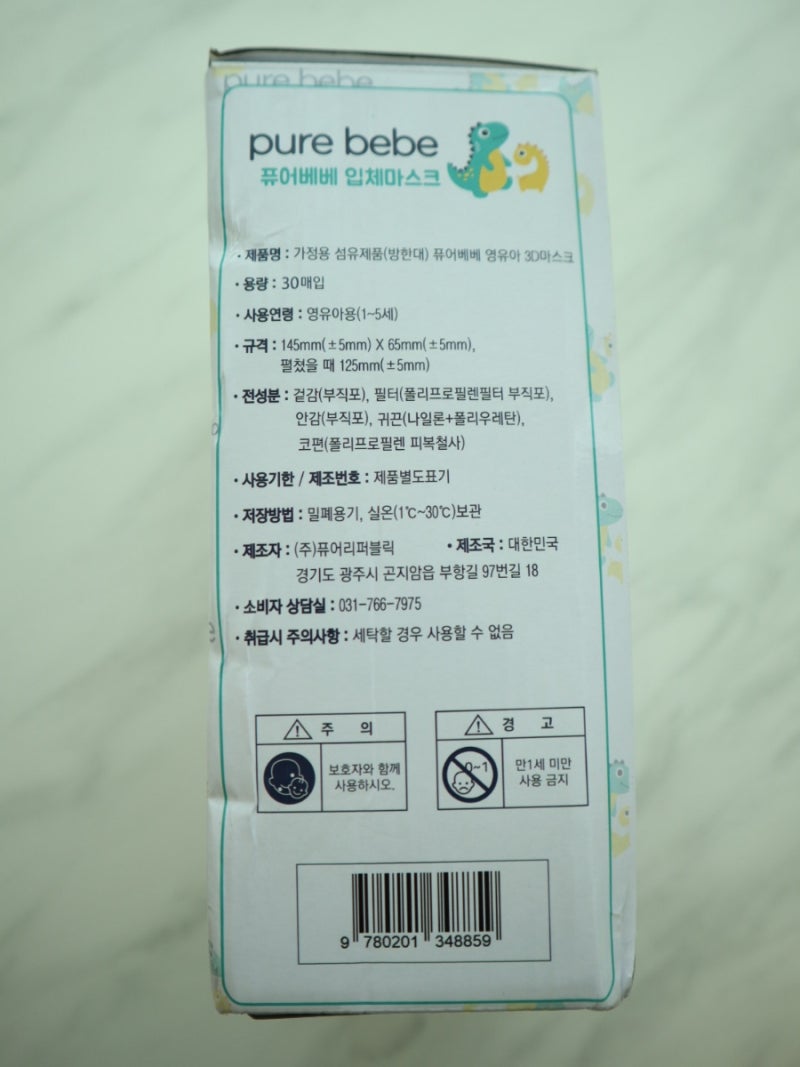 pure bebe
pure bebe
퓨어베베 입체마스크
· 제품명 : 가정용 섬유제품(방한대) 퓨어베베 영유아 3D마스크
· 용량 : 30매입
· 사용연령 : 영유아용(1~5세)
· 규격 : 145mm(±5mm) X 65mm(±5mm),
펼쳤을 때 125mm(±5mm)
· 전성분 : 겉감(부직포), 필터(폴리프로필렌필터 부직포),
안감(부직포), 귀끈(나일론+폴리우레탄),
코편(폴리프로필렌 피복철사)
· 사용기한 / 제조번호 : 제품별도표기
· 저장방법 : 밀폐용기, 실온(1℃~30℃)보관
· 제조자 : (주)퓨어리퍼블릭 · 제조국 : 대한민국
경기도 광주시 곤지암읍 부항길 97번길 18
· 소비자 상담실 : 031-766-7975
· 취급시 주의사항 : 세탁할 경우 사용할 수 없음
주 의
보호자와 함께
사용하시오.
경 고
0~1
만1세 미만
사용 금지
9 780201 348859